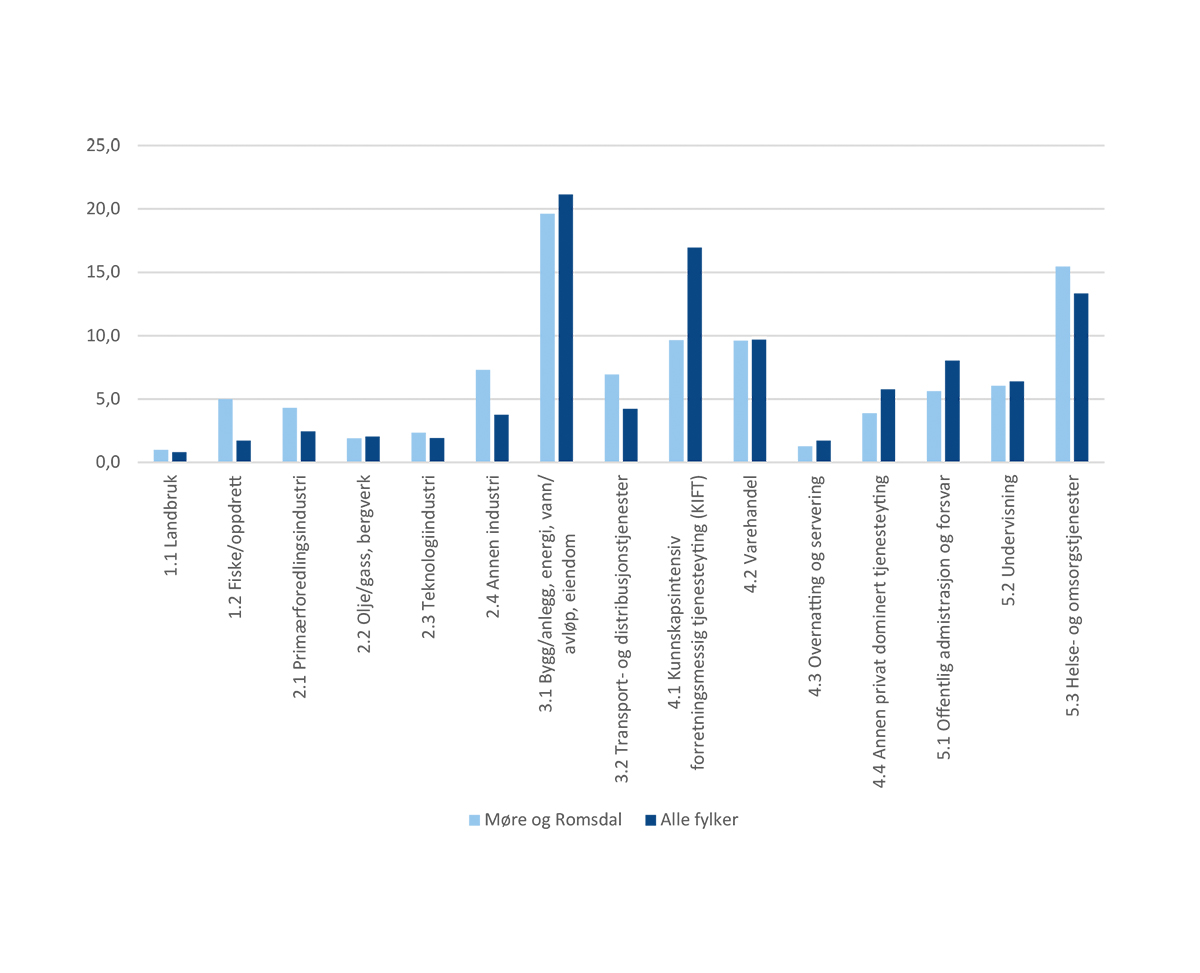 25,0
20,0
15,0
10,0
5,0
0,0
1.1 Landbruk
1.2 Fiske/oppdrett
2.1 Primærforedlingsindustri
2.2 Olje/gass, bergverk
2.3 Teknologiindustri
2.4 Annen industri
3.1 Bygg/anlegg, energi, vann/
avløp, eiendom
3.2 Transport- og distribusjonstjenester
4.1 Kunnskapsintensiv
forretningsmessig tjenesteyting (KIFT)
4.2 Varehandel
4.3 Overnatting og servering
4.4 Annen privat dominert tjenesteyting
5.1 Offentlig admistrasjon og forsvar
5.2 Undervisning
5.3 Helse- og omsorgstjenester
Møre og Romsdal
Alle fylker